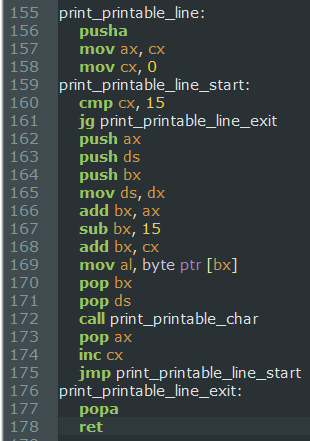 155 print_printable_line:
156 pusha
157 mov ax, cx
158 mov cx, 0
159 print_printable_line_start:
160 cmp cx, 15
161 jg print_printable_line_exit
162 push ax
163 push ds
164 push bx
165 mov ds, dx
166 add bx, ax
167 sub bx, 15
168 add bx, cx
169 mov al, byte ptr [bx]
170 pop bx
171 pop ds
172 call print_printable_char
173 pop ax
174 inc cx
175 jmp print_printable_line_start
176 print_printable_line_exit:
177 popa
178 ret